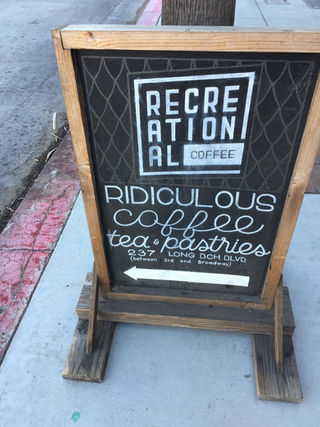 RECRE
ATION
AL COFFEE
RIDICULOUS
coffee
tea & pastries
237 LONG BCH BLVD.
(between 3rd and Broadway)